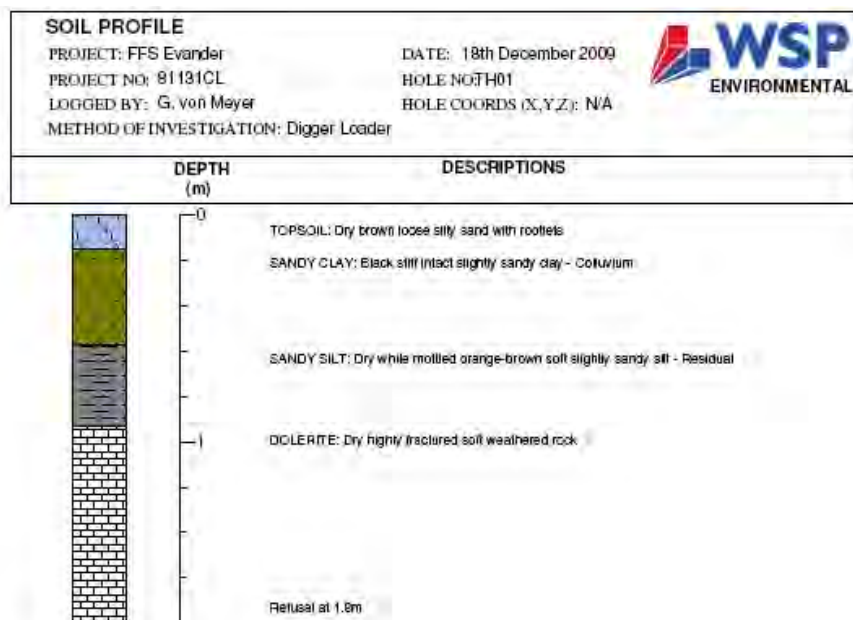 SOIL PROFILE
PROJECT: FFS Evander
DATE: 18th December 2009
PROJECT NO: 81131CL
HOLE NO:TH01
LOGGED BY: G. von Meyer
HOLE COORDS (X,Y,Z): N/A
METHOD OF INVESTIGATION: Digger Loader
WSP
ENVIRONMENTAL
DEPTH
(m)
DESCRIPTIONS
0
TOPSOIL: Dry brown loose silty sand with rootlets
SANDY CLAY: Black stiff intact slightly sandy clay - Colluvium
SANDY SILT: Dry white mottled orange-brown soft slightly sandy silt - Residual
1
DOLERITE: Dry highly fractured soft weathered rock
Refusal at 1.8m